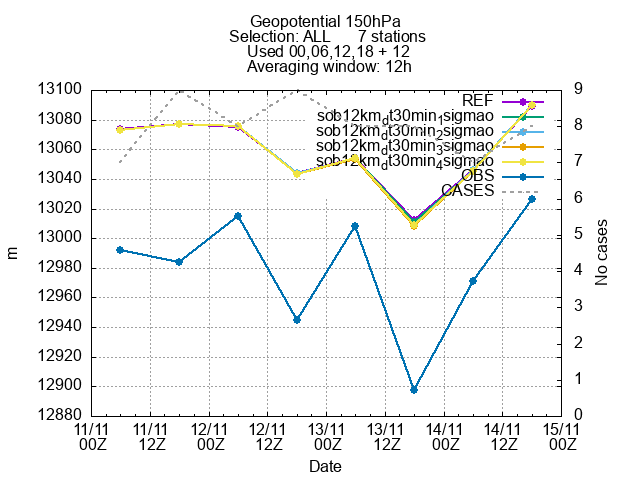 Geopotential 150hPa
Selection: ALL 7 stations
Used 00,06,12,18 + 12
Averaging window: 12h
13100
13080
13060
13040
13020
13000
12980
12960
12940
12920
12900
12880
m
9
8
7
6
5
4
3
2
1
0
No cases
REF
sob12km_dt30min_1sigmao
sob12km_dt30min_2sigmao
sob12km_dt30min_3sigmao
sob12km_dt30min_4sigmao
OBS
CASES
11/11 11/11 12/11 12/11 13/11 13/11 14/11 14/11 15/11
00Z 12Z 00Z 12Z 00Z 12Z 00Z 12Z 00Z
Date